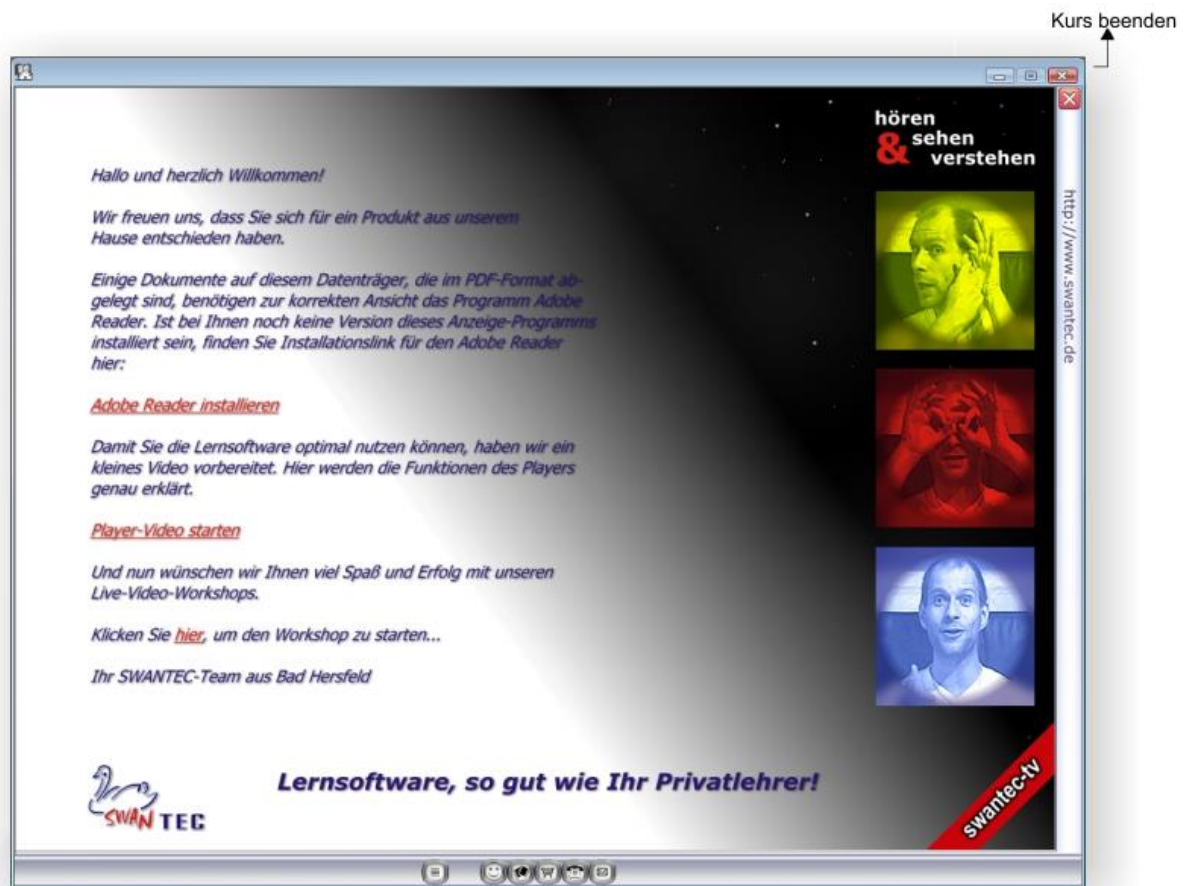 Kurs beenden
hören
& sehen
verstehen
http://www.swantec.de
Hallo und herzlich Willkommen!
Wir freuen uns, dass Sie sich für ein Produkt aus unserem
Hause entschieden haben.
Einige Dokumente auf diesem Datenträger, die im PDF-Format ab-
gelegt sind, benötigen zur korrekten Ansicht das Programm Adobe
Reader. Ist bei Ihnen noch keine Version dieses Anzeige-Programms
installiert sein, finden Sie Installationslink für den Adobe Reader
hier:
Adobe Reader installieren
Damit Sie die Lernsoftware optimal nutzen können, haben wir ein
kleines Video vorbereitet. Hier werden die Funktionen des Players
genau erklärt.
Player-Video starten
Und nun wünschen wir Ihnen viel Spaß und Erfolg mit unseren
Live-Video-Workshops.
Klicken Sie hier, um den Workshop zu starten...
Ihr SWANTEC-Team aus Bad Hersfeld
SWANTEC
Lernsoftware, so gut wie Ihr Privatlehrer!
swantec-tv